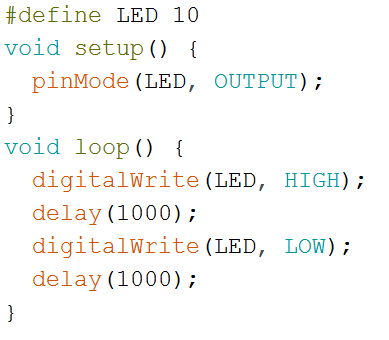 #define LED 10
void setup() {
  pinMode(LED, OUTPUT);
}
void loop() {
  digitalWrite(LED, HIGH);
  delay(1000);
  digitalWrite(LED, LOW);
  delay(1000);
}